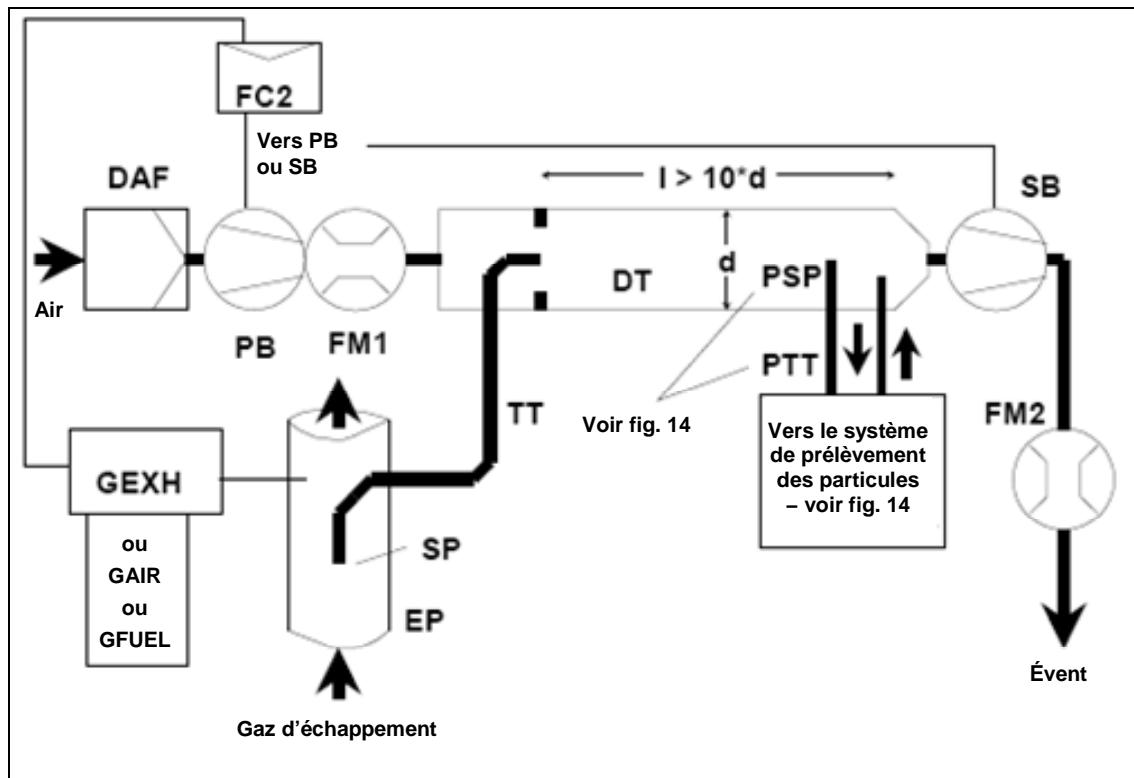 FC2
Vers PB
ou SB
DAF
l > 10*d
SB
d
DT
PSP
Air
PB
FM1
PTT
TT
Voir fig. 14
FM2
Vers le système
de prélèvement
des particules
– voir fig. 14
GEXH
ou
GAIR
ou
GFUEL
SP
EP
Évent
Gaz d'échappement